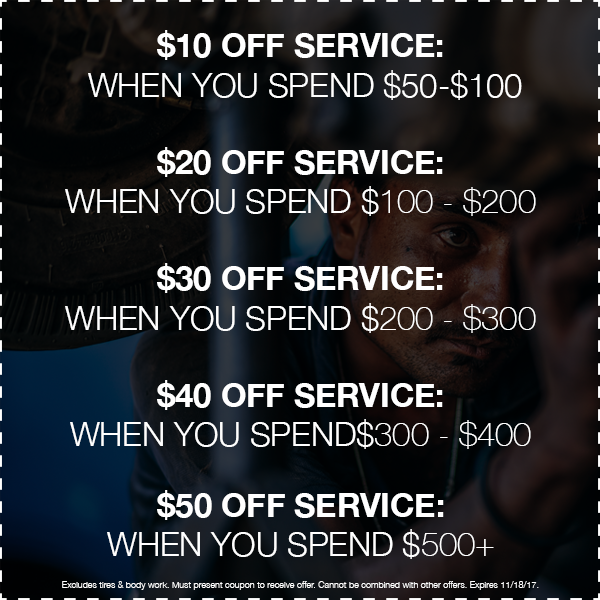 $10 OFF SERVICE:
WHEN YOU SPEND $50-$100
$20 OFF SERVICE:
WHEN YOU SPEND $100 - $200
$30 OFF SERVICE:
WHEN YOU SPEND $200 - $300
$40 OFF SERVICE:
WHEN YOU SPEND$300 - $400
$50 OFF SERVICE:
WHEN YOU SPEND $500+
Excludes tires & body work. Must present coupon to receive offer. Cannot be combined with other offers. Expires 11/18/17.